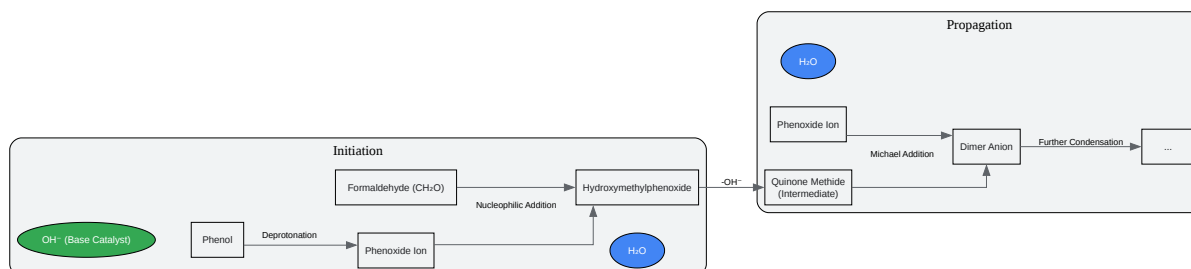 Initiation
Formaldehyde (CH₂O)
Nucleophilic Addition
Hydroxymethylphenoxide
OH⁻ (Base Catalyst)
Phenol
Deprotonation
Phenoxide Ion
H₂O
-OH⁻
Propagation
H₂O
Phenoxide Ion
Michael Addition
Quinone Methide
(Intermediate)
Dimer Anion
Further Condensation
...